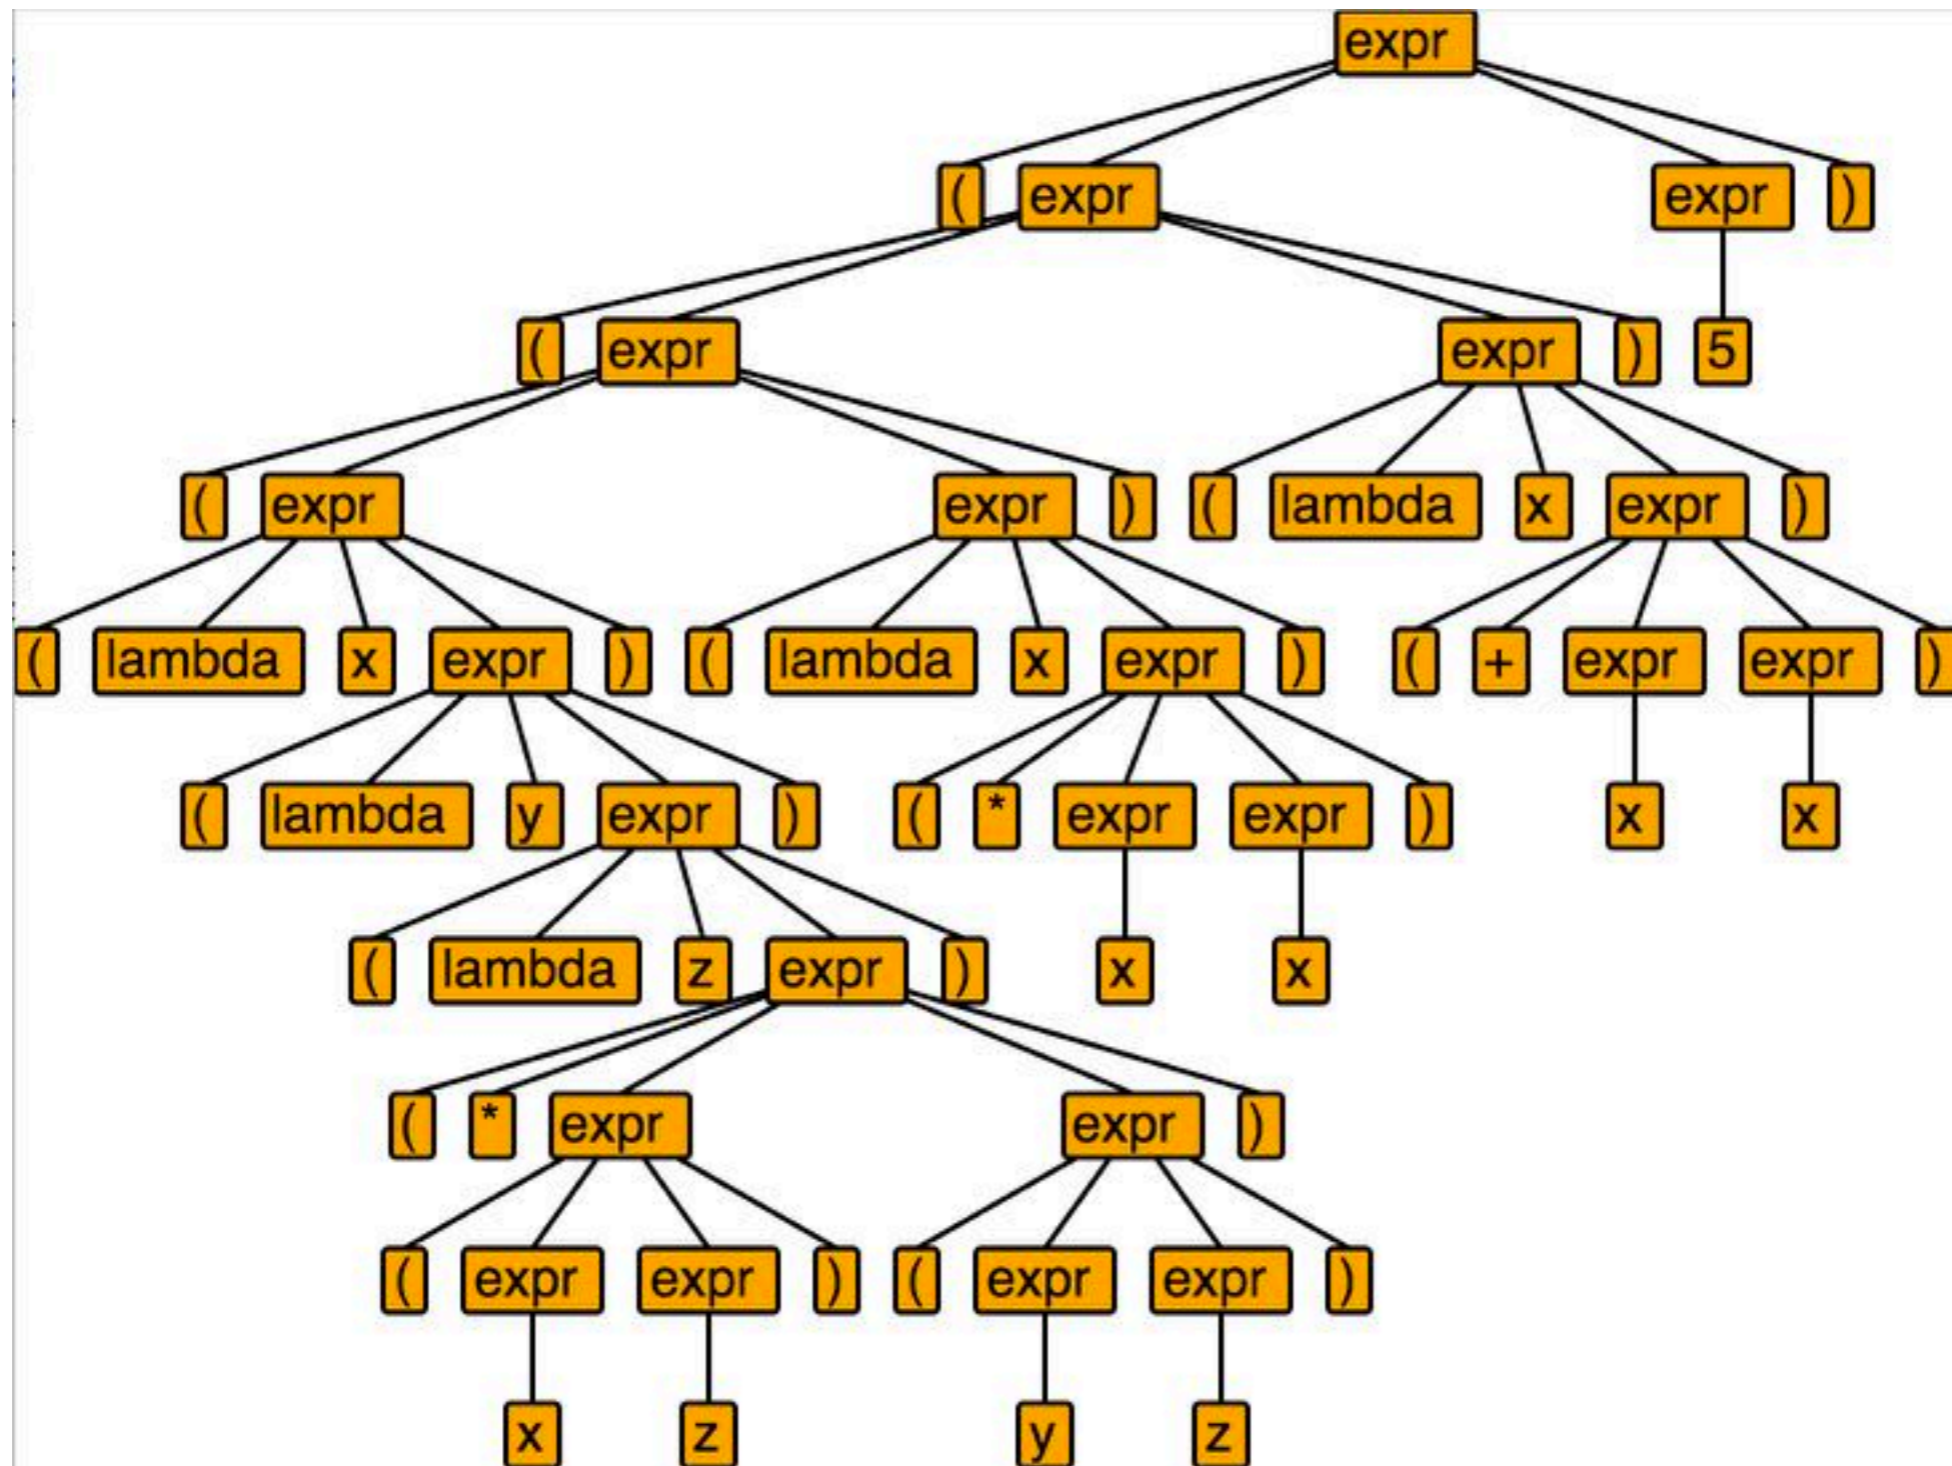 expr
( expr expr )
( expr expr ) 5
( expr expr ) ( lambda x expr )
( lambda x expr ) ( lambda x expr ) ( + expr expr )
( lambda y expr ) ( * expr expr ) x x
( lambda z expr ) x x
( * expr expr )
( expr expr ) ( expr expr )
x z y z